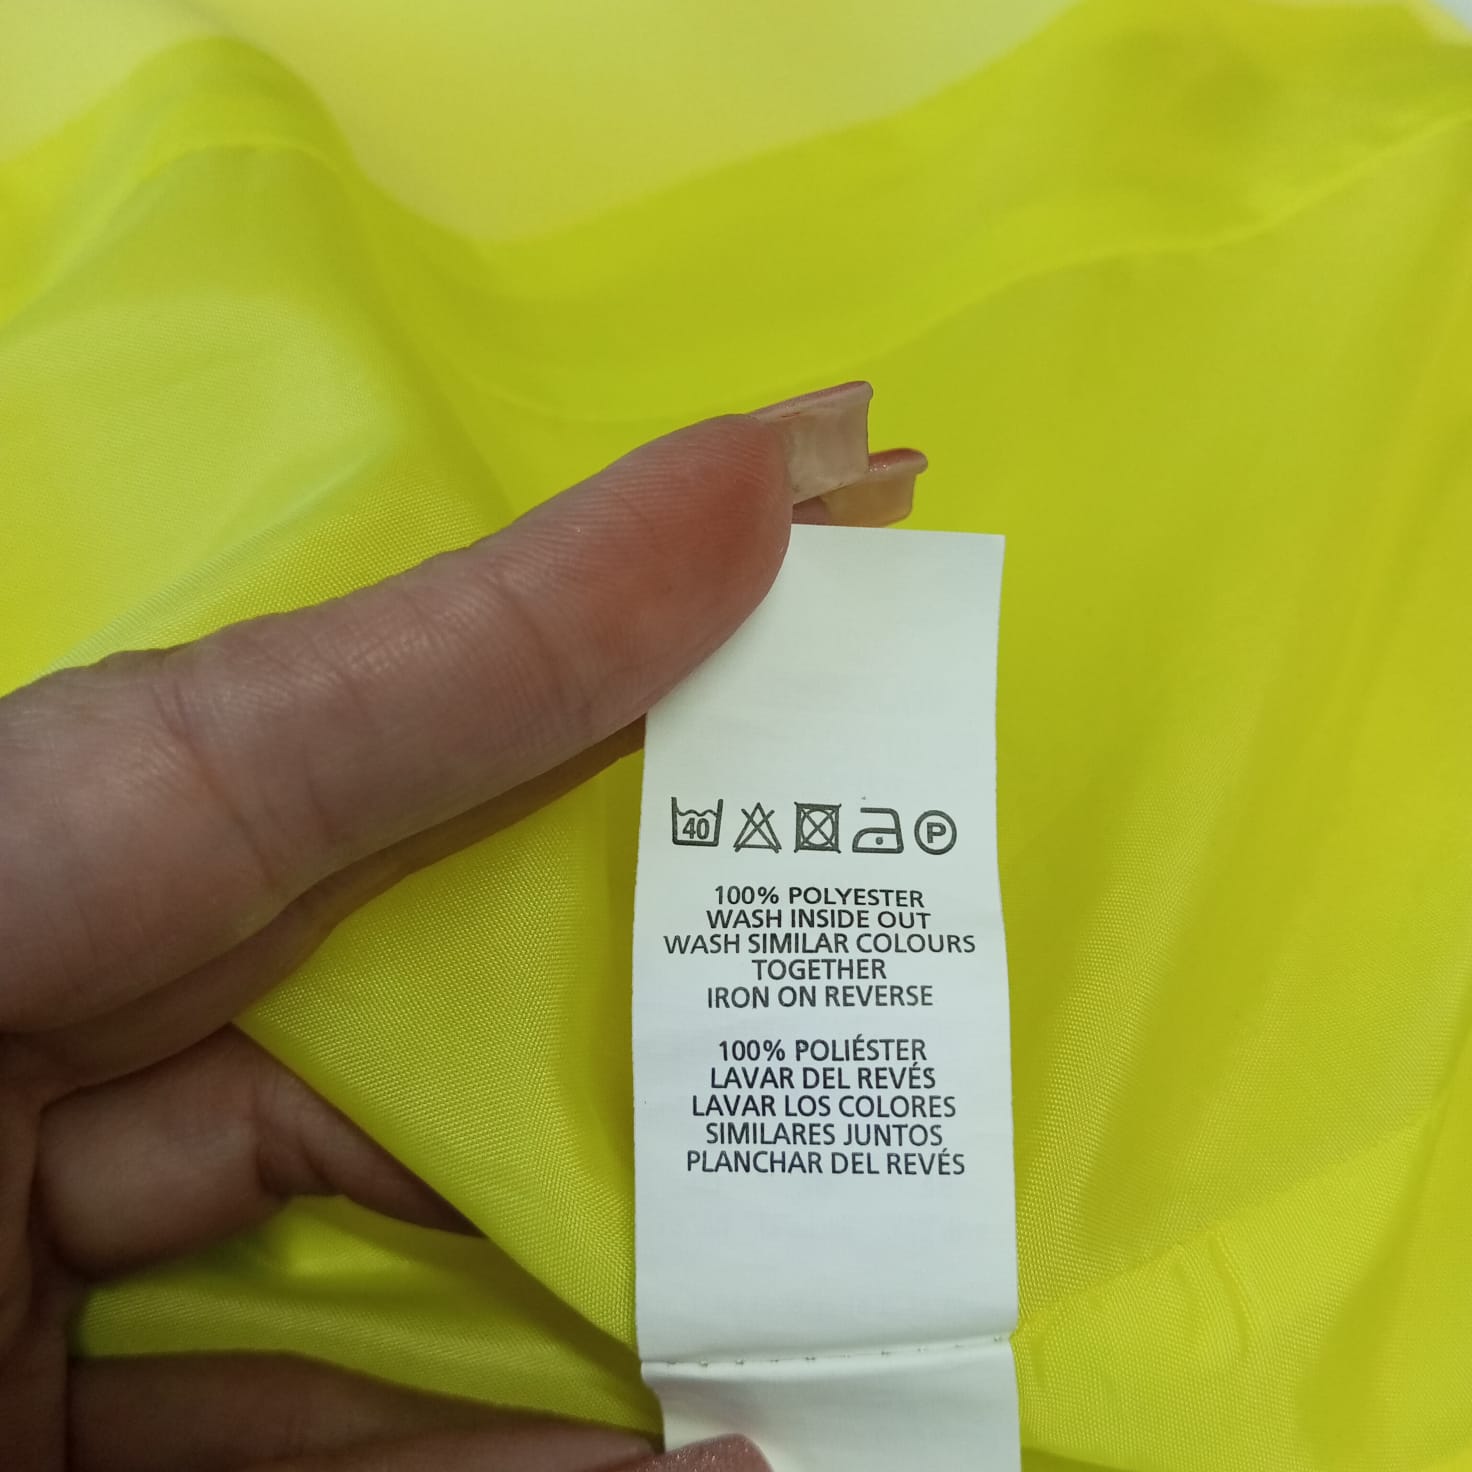 40 P
100% POLYESTER
WASH INSIDE OUT
WASH SIMILAR COLOURS
TOGETHER
IRON ON REVERSE
100% POLIÉSTER
LAVAR DEL REVÉS
LAVAR LOS COLORES
SIMILARES JUNTOS
PLANCHAR DEL REVÉS